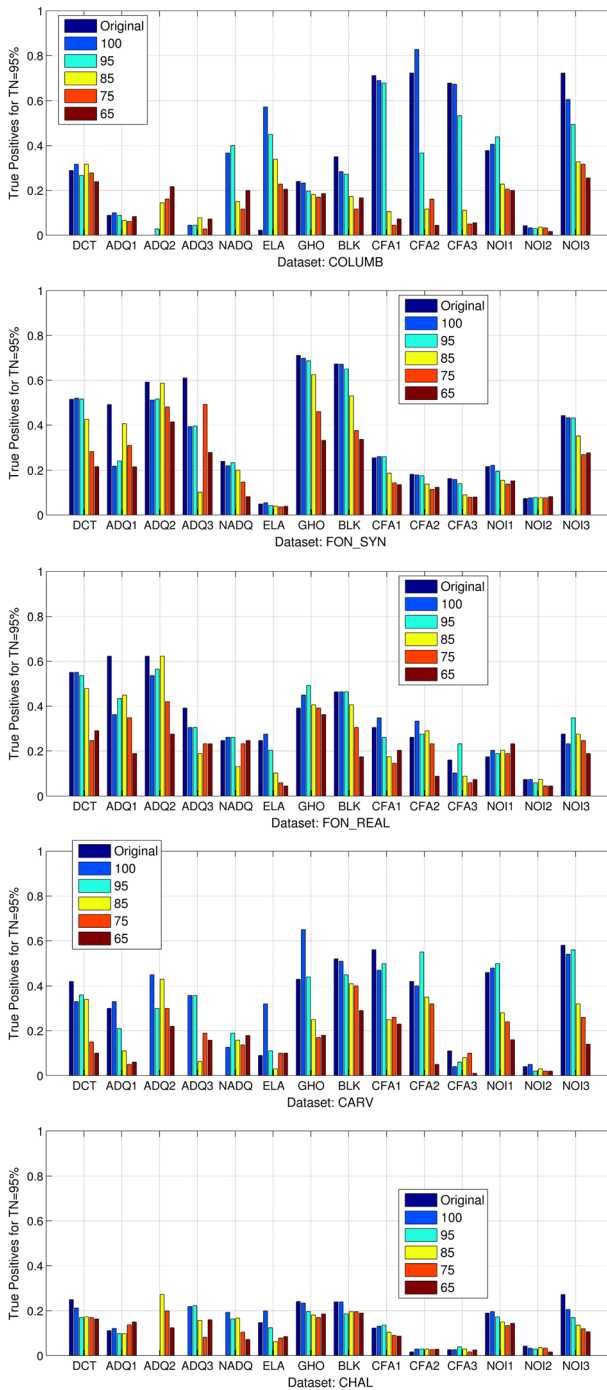 True Positives for TN=95%
1
0.8
0.6
0.4
0.2
0
Original
100
95
85
75
65
DCT ADQ1 ADQ2 ADQ3 NADQ ELA GHO BLK CFA1 CFA2 CFA3 NOI1 NOI2 NOI3
Dataset: COLUMB
True Positives for TN=95%
1
0.8
0.6
0.4
0.2
0
Original
100
95
85
75
65
DCT ADQ1 ADQ2 ADQ3 NADQ ELA GHO BLK CFA1 CFA2 CFA3 NOI1 NOI2 NOI3
Dataset: FON_SYN
True Positives for TN=95%
1
0.8
0.6
0.4
0.2
0
Original
100
95
85
75
65
DCT ADQ1 ADQ2 ADQ3 NADQ ELA GHO BLK CFA1 CFA2 CFA3 NOI1 NOI2 NOI3
Dataset: FON_REAL
True Positives for TN=95%
1
0.8
0.6
0.4
0.2
0
Original
100
95
85
75
65
DCT ADQ1 ADQ2 ADQ3 NADQ ELA GHO BLK CFA1 CFA2 CFA3 NOI1 NOI2 NOI3
Dataset: CARV
True Positives for TN=95%
1
0.8
0.6
0.4
0.2
0
Original
100
95
85
75
65
DCT ADQ1 ADQ2 ADQ3 NADQ ELA GHO BLK CFA1 CFA2 CFA3 NOI1 NOI2 NOI3
Dataset: CHAL